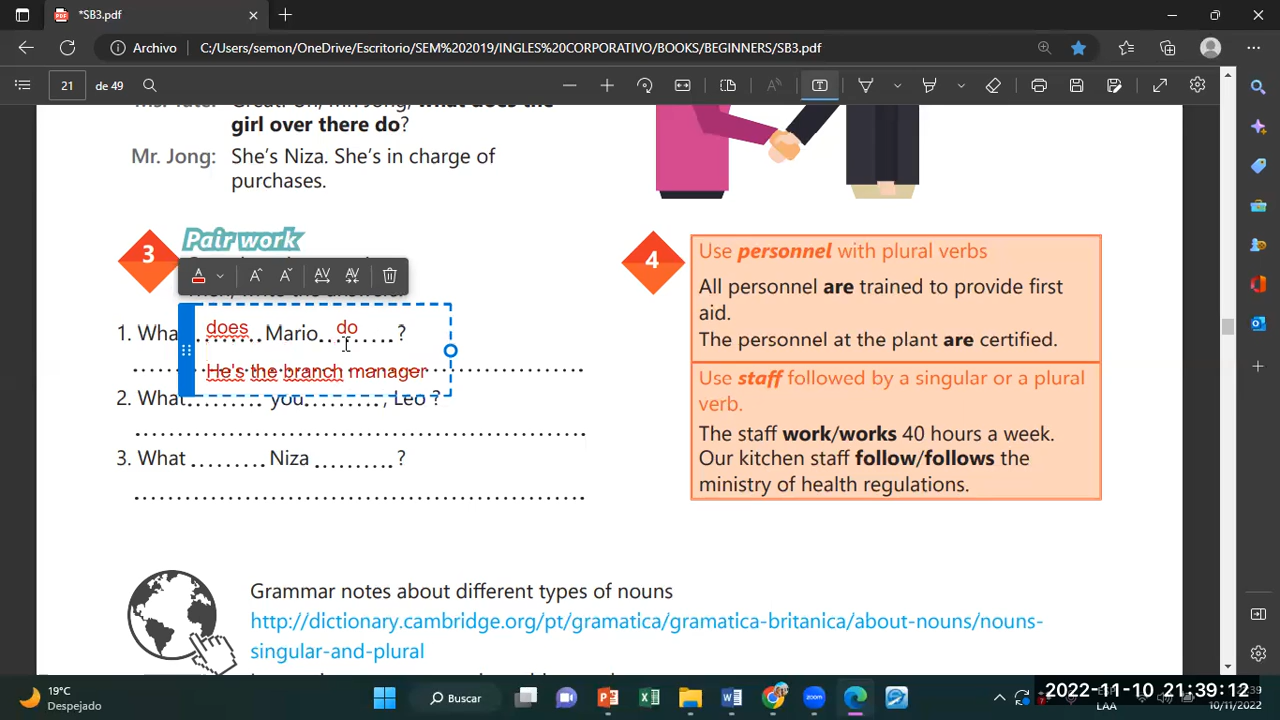 *SB3.pdf
Archivo
C:/Users/semon/OneDrive/Escritorio/SEM%202019/INGLES%20CORPORATIVO/BOOKS/BEGINNERS/SB3.pdf
21 de 49
what does the
girl over there do?
Mr. Jong: She's Niza. She's in charge of
purchases.
3 Pair work
1. Wha does Mario do ?
He's the branch manager
2. What.......... you.........., Leo ?
3. What .......... Niza .......... ?
4 Use personnel with plural verbs
All personnel are trained to provide first
aid.
The personnel at the plant are certified.
Use staff followed by a singular or a plural
verb.
The staff work/works 40 hours a week.
Our kitchen staff follow/follows the
ministry of health regulations.
Grammar notes about different types of nouns
http://dictionary.cambridge.org/pt/gramatica/gramatica-britanica/about-nouns/nouns-
singular-and-plural
19°C
Despejado
Buscar
LAA
2022-11-10 21:39:12
10/11/2022